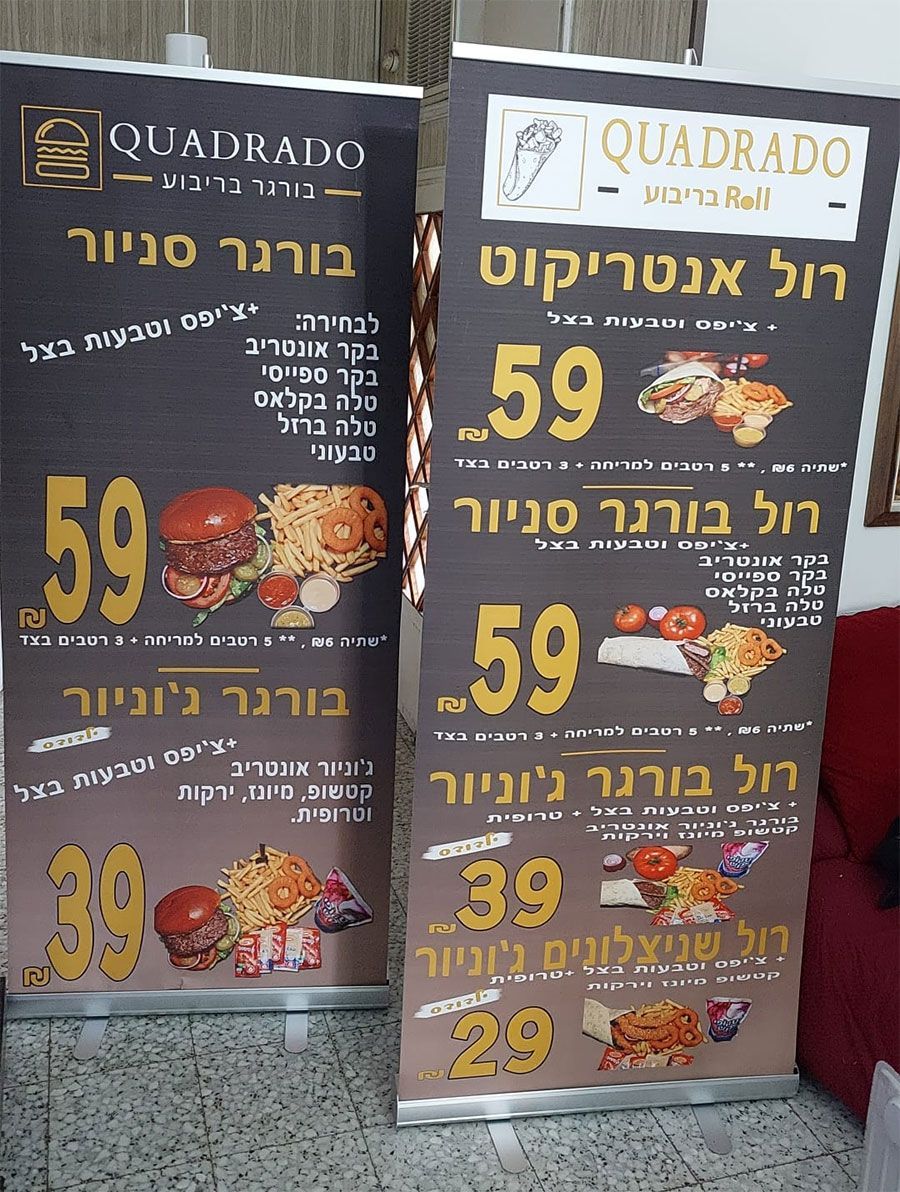 QUADRADO
בורגר בריבוע
בורגר סניור
+צ'יפס וטבעות בצל
לבחירה:
בקר אונטריב
בקר ספייסי
טלה בקלאס
טלה ברזל
טבעוני
59 ₪
*שתיה 6₪ , ** 5 רטבים למריחה + 3 רטבים בצד
בורגר ג'וניור
ילדודס
+צ'יפס וטבעות בצל
ג'וניור אונטריב
קטשופ, מיונז, ירקות
וטרופית.
39 ₪
QUADRADO
Roll בריבוע
רול אנטריקוט
+ צ'יפס וטבעות בצל
59 ₪
*שתיה 6₪ , ** 5 רטבים למריחה + 3 רטבים בצד
רול בורגר סניור
+צ'יפס וטבעות בצל
בקר אונטריב
בקר ספייסי
טלה בקלאס
טלה ברזל
טבעוני
59 ₪
*שתיה 6₪ , ** 5 רטבים למריחה + 3 רטבים בצד
רול בורגר ג'וניור
+ צ'יפס וטבעות בצל + טרופית
בורגר ג'וניור אונטריב
קטשופ מיונז וירקות
ילדודס
39 ₪
רול שניצלונים ג'וניור
+ צ'יפס וטבעות בצל +טרופית
קטשופ מיונז וירקות
ילדודס
29 ₪